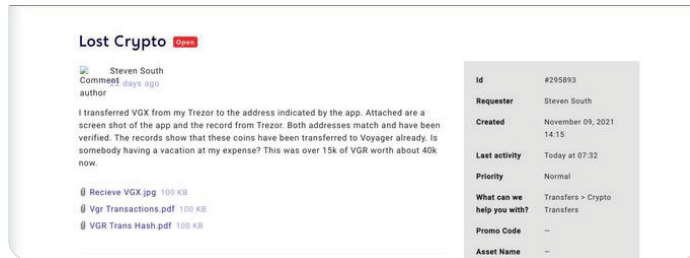 Lost Crypto Open
Steven South
Comment
22 days ago
author
I transferred VGX from my Trezor to the address indicated by the app. Attached are a
screen shot of the app and the record from Trezor. Both addresses match and have been
verified. The records show that these coins have been transferred to Voyager already. Is
somebody having a vacation at my expense? This was over 15k of VGR worth about 40k
now.
Recieve VGX.jpg 100 KB
Vgr Transactions.pdf 100 KB
VGR Trans Hash.pdf 100 KB
Id #295893
Requester Steven South
Created November 09, 2021
14:15
Last activity Today at 07:32
Priority Normal
What can we Transfers > Crypto
help you with? Transfers
Promo Code --
Asset Name --